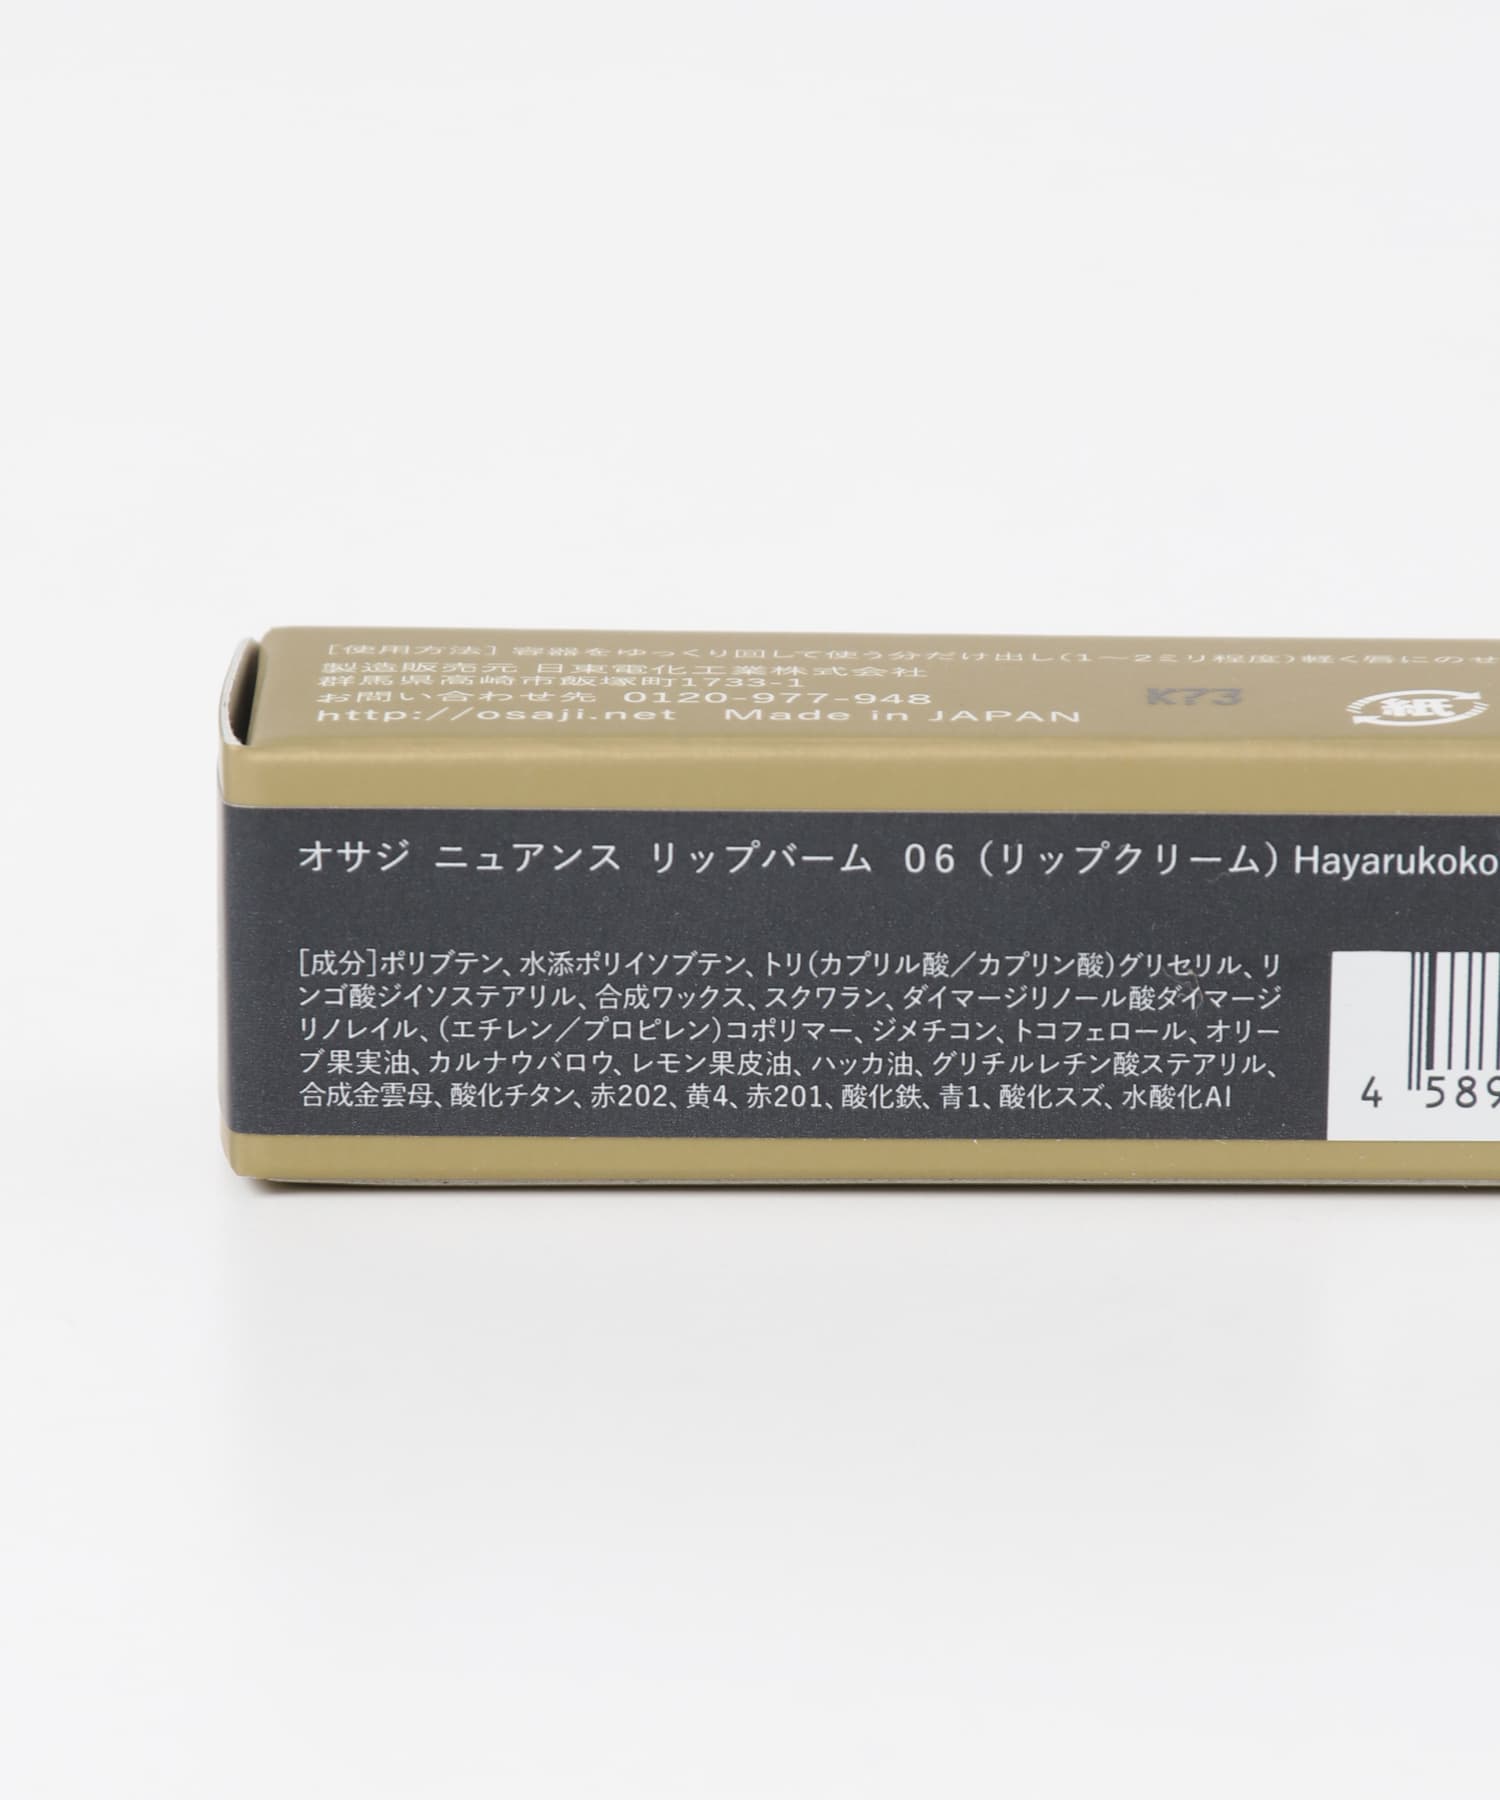 [使用方法] 容器をゆっくり回して使う分だけ出し(1〜2ミリ程度)軽く唇にのせ
製造販売元 日東電化工業株式会社
群馬県高崎市飯塚町1733-1
お問い合わせ先 0120-977-948
http://osaji.net Made in JAPAN
K73
紙
オサジ ニュアンス リップバーム 06 (リップクリーム) Hayarukoko
[成分]ポリブテン、水添ポリイソブテン、トリ(カプリル酸／カプリン酸)グリセリル、リ
ンゴ酸ジイソステアリル、合成ワックス、スクワラン、ダイマージリノール酸ダイマージ
リノレイル、(エチレン／プロピレン)コポリマー、ジメチコン、トコフェロール、オリー
ブ果実油、カルナウバロウ、レモン果皮油、ハッカ油、グリチルレチン酸ステアリル、
合成金雲母、酸化チタン、赤202、黄4、赤201、酸化鉄、青1、酸化スズ、水酸化Al
4 589